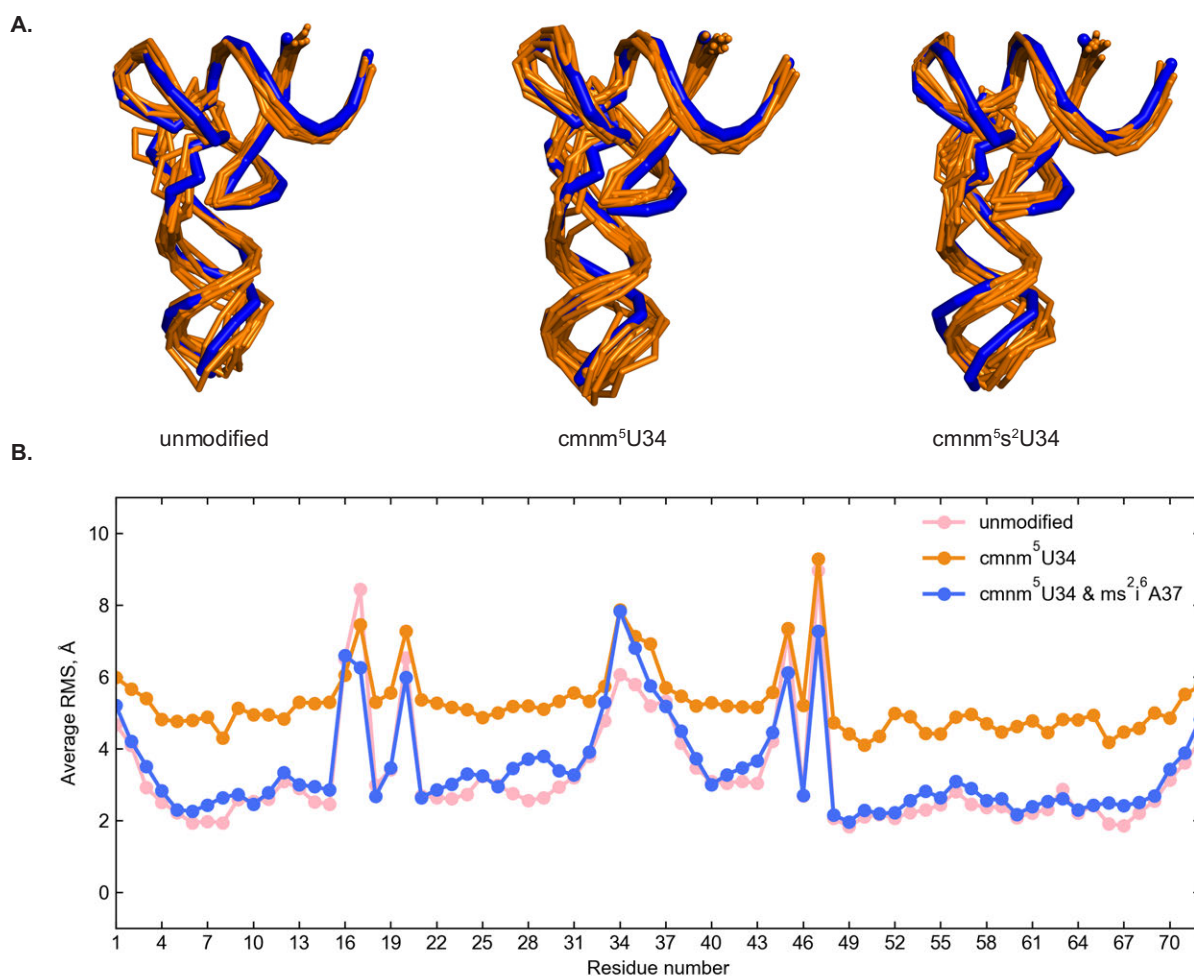 A.
unmodified
cmnm⁵U34
cmnm⁵s²U34
B.
unmodified
cmnm⁵U34
cmnm⁵U34 & ms²i⁶A37
Average RMS, Å
10
8
6
4
2
0
1 4 7 10 13 16 19 22 25 28 31 34 37 40 43 46 49 52 55 58 61 64 67 70
Residue number